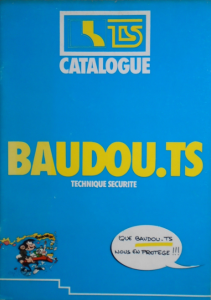 TS
CATALOGUE
BAUDOU.TS
TECHNIQUE SECURITE
QUE BAUDOU.TS
NOUS EN PROTEGE !!!